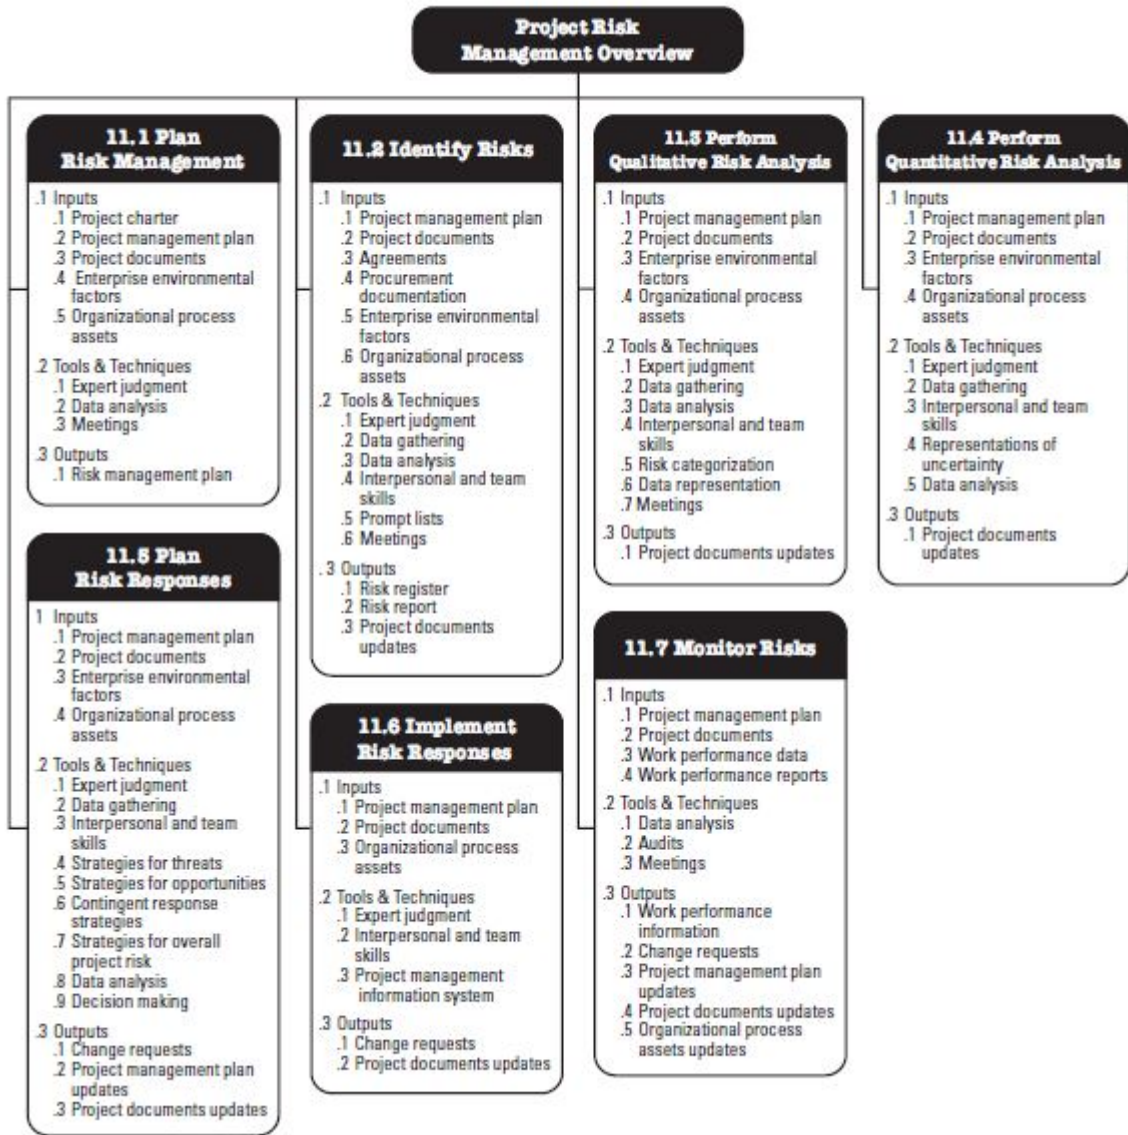 Project Risk
Management Overview
11.1 Plan
Risk Management
.1 Inputs
.1 Project charter
.2 Project management plan
.3 Project documents
.4 Enterprise environmental
factors
.5 Organizational process
assets
.2 Tools & Techniques
.1 Expert judgment
.2 Data analysis
.3 Meetings
.3 Outputs
.1 Risk management plan
11.2 Identify Risks
.1 Inputs
.1 Project management plan
.2 Project documents
.3 Agreements
.4 Procurement
documentation
.5 Enterprise environmental
factors
.6 Organizational process
assets
.2 Tools & Techniques
.1 Expert judgment
.2 Data gathering
.3 Data analysis
.4 Interpersonal and team
skills
.5 Prompt lists
.6 Meetings
.3 Outputs
.1 Risk register
.2 Risk report
.3 Project documents
updates
11.3 Perform
Qualitative Risk Analysis
.1 Inputs
.1 Project management plan
.2 Project documents
.3 Enterprise environmental
factors
.4 Organizational process
assets
.2 Tools & Techniques
.1 Expert judgment
.2 Data gathering
.3 Data analysis
.4 Interpersonal and team
skills
.5 Risk categorization
.6 Data representation
.7 Meetings
.3 Outputs
.1 Project documents updates
11.4 Perform
Quantitative Risk Analysis
.1 Inputs
.1 Project management plan
.2 Project documents
.3 Enterprise environmental
factors
.4 Organizational process
assets
.2 Tools & Techniques
.1 Expert judgment
.2 Data gathering
.3 Interpersonal and team
skills
.4 Representations of
uncertainty
.5 Data analysis
.3 Outputs
.1 Project documents
updates
11.5 Plan
Risk Responses
1 Inputs
.1 Project management plan
.2 Project documents
.3 Enterprise environmental
factors
.4 Organizational process
assets
.2 Tools & Techniques
.1 Expert judgment
.2 Data gathering
.3 Interpersonal and team
skills
.4 Strategies for threats
.5 Strategies for opportunities
.6 Contingent response
strategies
.7 Strategies for overall
project risk
.8 Data analysis
.9 Decision making
.3 Outputs
.1 Change requests
.2 Project management plan
updates
.3 Project documents updates
11.6 Implement
Risk Responses
.1 Inputs
.1 Project management plan
.2 Project documents
.3 Organizational process
assets
.2 Tools & Techniques
.1 Expert judgment
.2 Interpersonal and team
skills
.3 Project management
information system
.3 Outputs
.1 Change requests
.2 Project documents updates
11.7 Monitor Risks
.1 Inputs
.1 Project management plan
.2 Project documents
.3 Work performance data
.4 Work performance reports
.2 Tools & Techniques
.1 Data analysis
.2 Audits
.3 Meetings
.3 Outputs
.1 Work performance
information
.2 Change requests
.3 Project management plan
updates
.4 Project documents updates
.5 Organizational process
assets updates